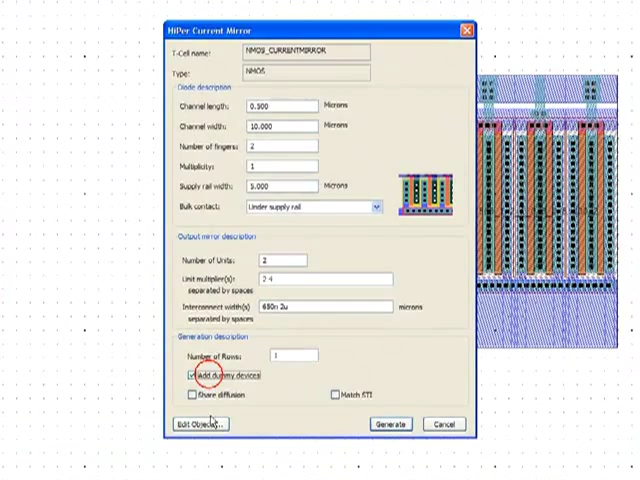 HiPer Current Mirror
T-Cell name: NMOS_CURRENTMIRROR
Type: NMOS
Diode description
Channel length: 0.500 Microns
Channel width: 10.000 Microns
Number of fingers: 2
Multiplicity: 1
Supply rail width: 5.000 Microns
Bulk contact: Under supply rail
Output mirror description
Number of Units: 2
Unit multiplier(s) 2 4
separated by spaces
Interconnect width(s) 650n 2u microns
separated by spaces
Generation description
Number of Rows: 1
Add dummy devices
Share diffusion Match STI
Edit Object... Generate Cancel